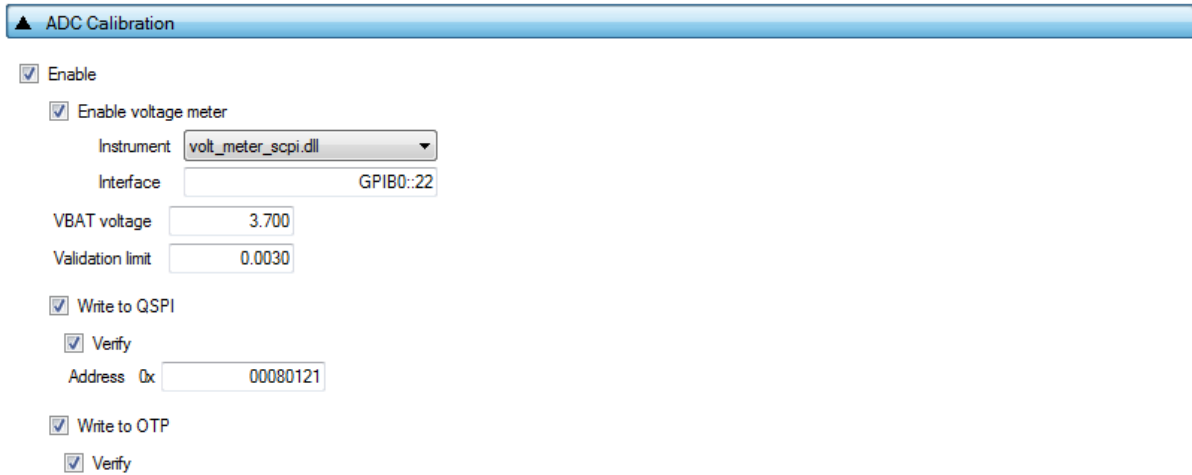 ADC Calibration
Enable
Enable voltage meter
Instrument volt_meter_scpi.dll
Interface GPIB0::22
VBAT voltage 3.700
Validation limit 0.0030
Write to QSPI
Verify
Address 0x 00080121
Write to OTP
Verify